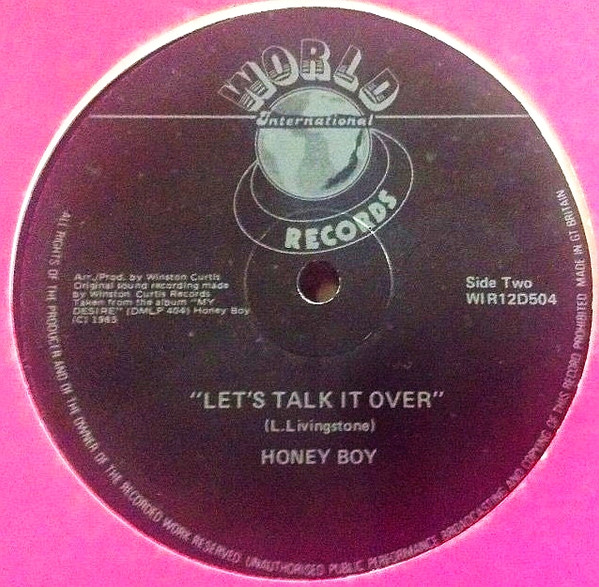 WORLD
International
RECORDS
Arr./Prod. by Winston Curtis
Original sound recording made
by Winston Curtis Records
Taken from the album "MY
DESIRE" (DMLP 404) Honey Boy
(C) 1985
Side Two
WIR12D504
"LET'S TALK IT OVER"
(L.Livingstone)
HONEY BOY
ALL RIGHTS OF THE PRODUCER AND OF THE OWNER OF THE RECORDED WORK RESERVED UNAUTHORISED PUBLIC PERFORMANCE BROADCASTING AND COPYING OF THIS RECORD PROHIBITED MADE IN GT BRITAIN